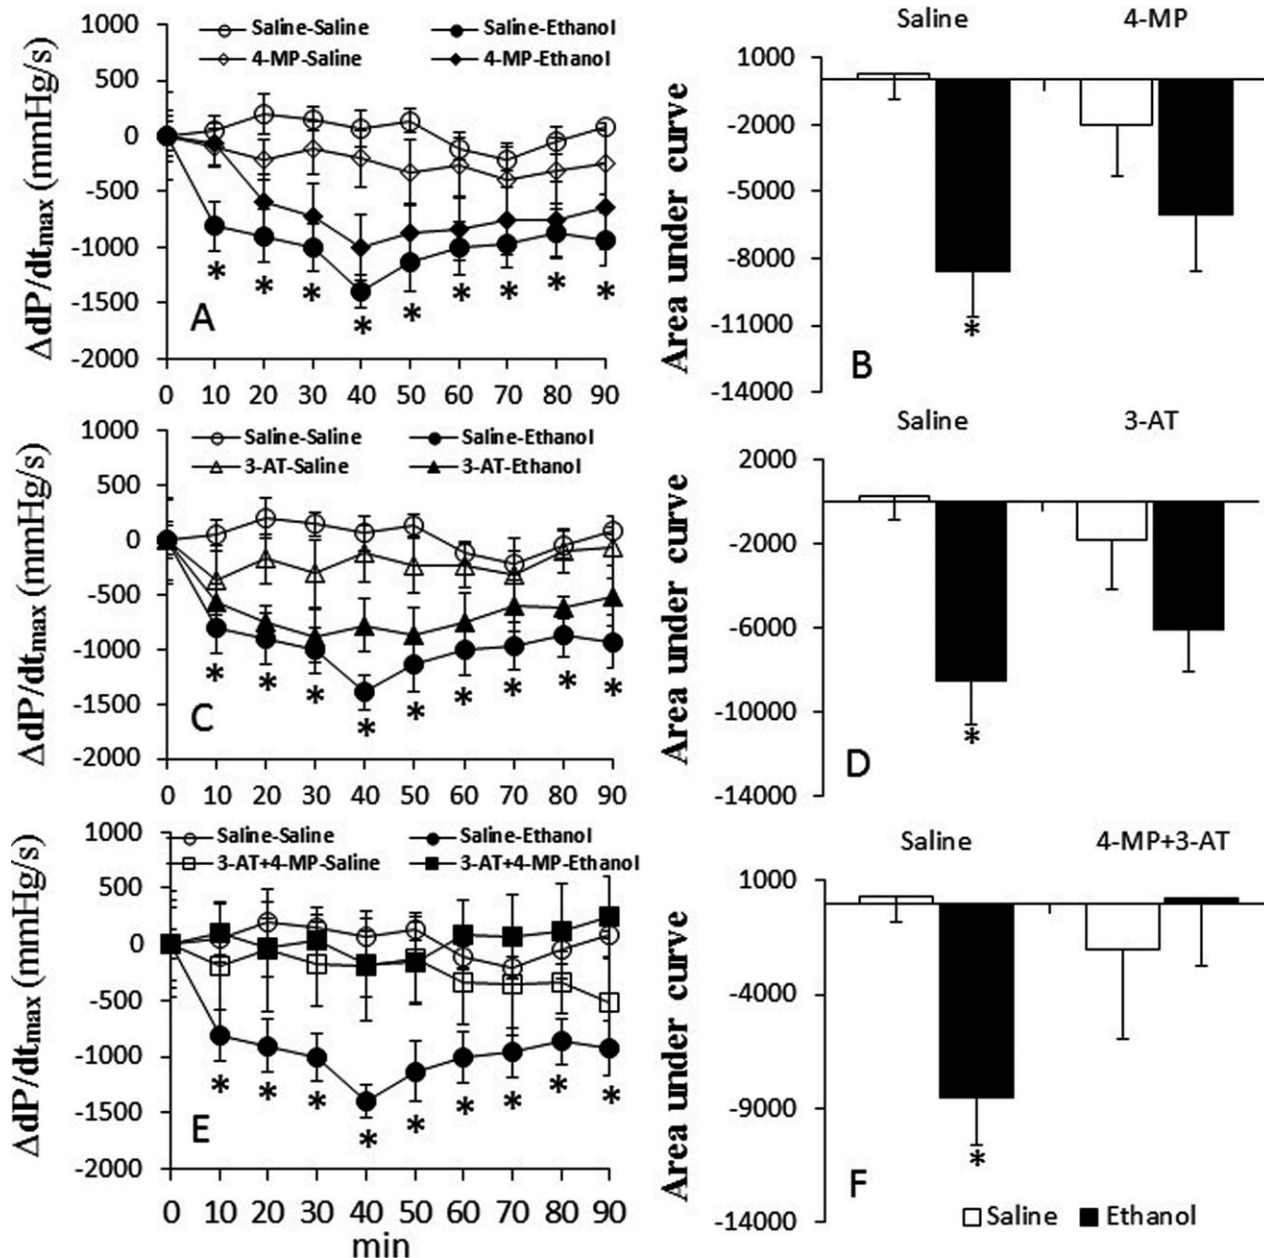 ΔdP/dtmax (mmHg/s)
1000
500
0
-500
-1000
-1500
-2000
Saline-Saline Saline-Ethanol
4-MP-Saline 4-MP-Ethanol
* * * * * * * * *
A
0 10 20 30 40 50 60 70 80 90
Saline 4-MP
Area under curve
1000
-2000
-5000
-8000
-11000
-14000
*
B
ΔdP/dtmax (mmHg/s)
1000
500
0
-500
-1000
-1500
-2000
Saline-Saline Saline-Ethanol
3-AT-Saline 3-AT-Ethanol
* * * * * * * * *
C
0 10 20 30 40 50 60 70 80 90
Saline 3-AT
Area under curve
2000
-2000
-6000
-10000
-14000
*
D
ΔdP/dtmax (mmHg/s)
1000
500
0
-500
-1000
-1500
-2000
Saline-Saline Saline-Ethanol
3-AT+4-MP-Saline 3-AT+4-MP-Ethanol
* * * * * * * * *
E
0 10 20 30 40 50 60 70 80 90
min
Saline 4-MP+3-AT
Area under curve
1000
-4000
-9000
-14000
*
F
Saline Ethanol